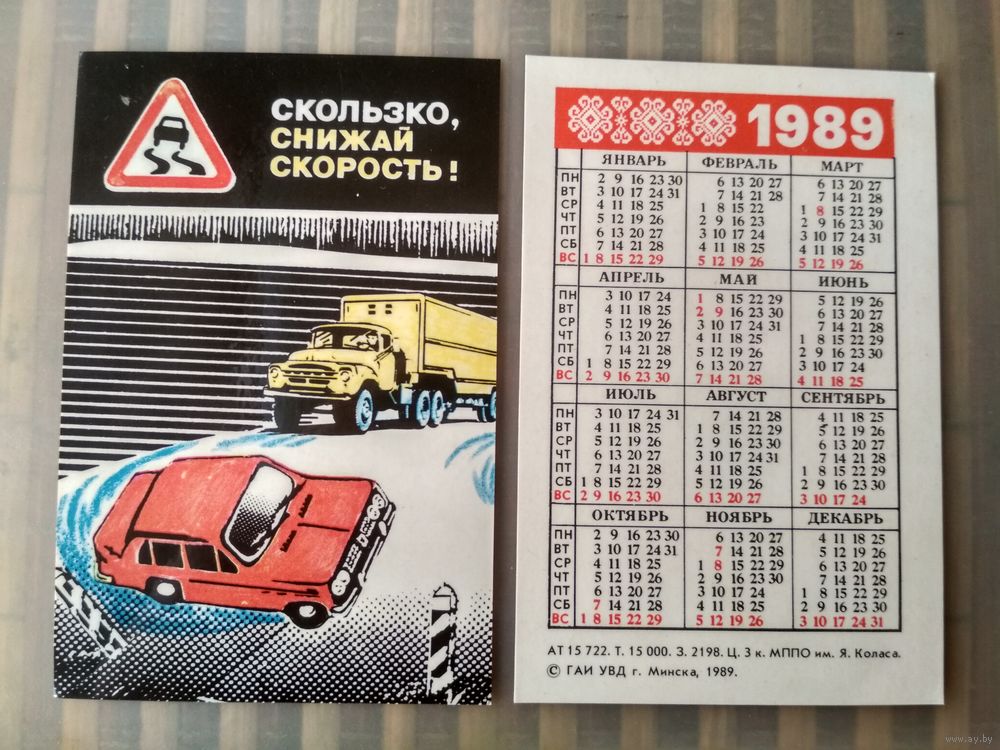 СКОЛЬЗКО,
СНИЖАЙ
СКОРОСТЬ!
1989
ЯНВАРЬ ФЕВРАЛЬ МАРТ
ПН 2 9 16 23 30 6 13 20 27 6 13 20 27
ВТ 3 10 17 24 31 7 14 21 28 7 14 21 28
СР 4 11 18 25 1 8 15 22 1 8 15 22 29
ЧТ 5 12 19 26 2 9 16 23 2 9 16 23 30
ПТ 6 13 20 27 3 10 17 24 3 10 17 24 31
СБ 7 14 21 28 4 11 18 25 4 11 18 25
ВС 1 8 15 22 29 5 12 19 26 5 12 19 26
АПРЕЛЬ МАЙ ИЮНЬ
ПН 3 10 17 24 1 8 15 22 29 5 12 19 26
ВТ 4 11 18 25 2 9 16 23 30 6 13 20 27
СР 5 12 19 26 3 10 17 24 31 7 14 21 28
ЧТ 6 13 20 27 4 11 18 25 1 8 15 22 29
ПТ 7 14 21 28 5 12 19 26 2 9 16 23 30
СБ 1 8 15 22 29 6 13 20 27 3 10 17 24
ВС 2 9 16 23 30 7 14 21 28 4 11 18 25
ИЮЛЬ АВГУСТ СЕНТЯБРЬ
ПН 3 10 17 24 31 7 14 21 28 4 11 18 25
ВТ 4 11 18 25 1 8 15 22 29 5 12 19 26
СР 5 12 19 26 2 9 16 23 30 6 13 20 27
ЧТ 6 13 20 27 3 10 17 24 31 7 14 21 28
ПТ 7 14 21 28 4 11 18 25 1 8 15 22 29
СБ 1 8 15 22 29 5 12 19 26 2 9 16 23 30
ВС 2 9 16 23 30 6 13 20 27 3 10 17 24
ОКТЯБРЬ НОЯБРЬ ДЕКАБРЬ
ПН 2 9 16 23 30 6 13 20 27 4 11 18 25
ВТ 3 10 17 24 31 7 14 21 28 5 12 19 26
СР 4 11 18 25 1 8 15 22 29 6 13 20 27
ЧТ 5 12 19 26 2 9 16 23 30 7 14 21 28
ПТ 6 13 20 27 3 10 17 24 1 8 15 22 29
СБ 7 14 21 28 4 11 18 25 2 9 16 23 30
ВС 1 8 15 22 29 5 12 19 26 3 10 17 24 31
АТ 15 722. Т. 15 000. З. 2198. Ц. 3 к. МППО им. Я. Коласа.
© ГАИ УВД г. Минска, 1989.
www.ay.by